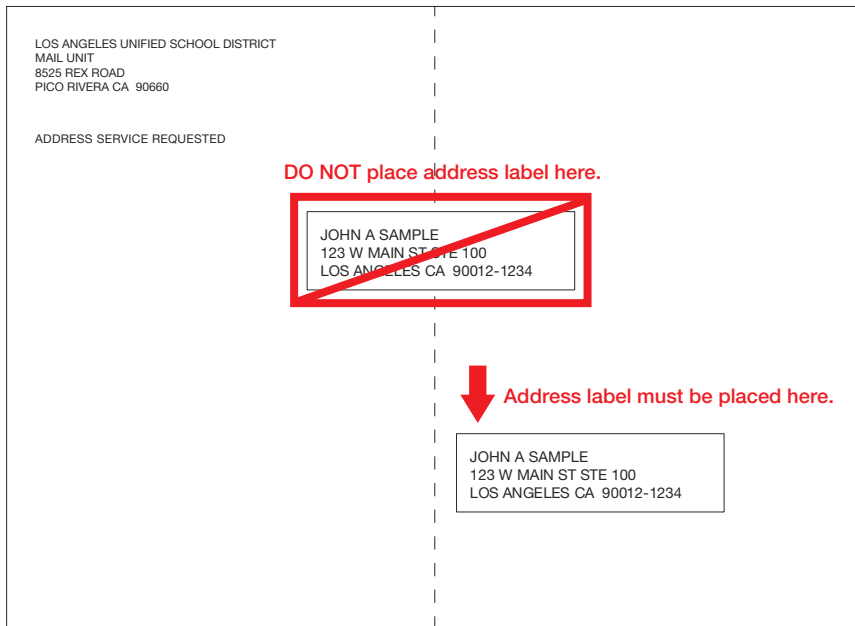 LOS ANGELES UNIFIED SCHOOL DISTRICT
MAIL UNIT
8525 REX ROAD
PICO RIVERA CA 90660
ADDRESS SERVICE REQUESTED
DO NOT place address label here.
JOHN A SAMPLE
123 W MAIN ST STE 100
LOS ANGELES CA 90012-1234
Address label must be placed here.
JOHN A SAMPLE
123 W MAIN ST STE 100
LOS ANGELES CA 90012-1234